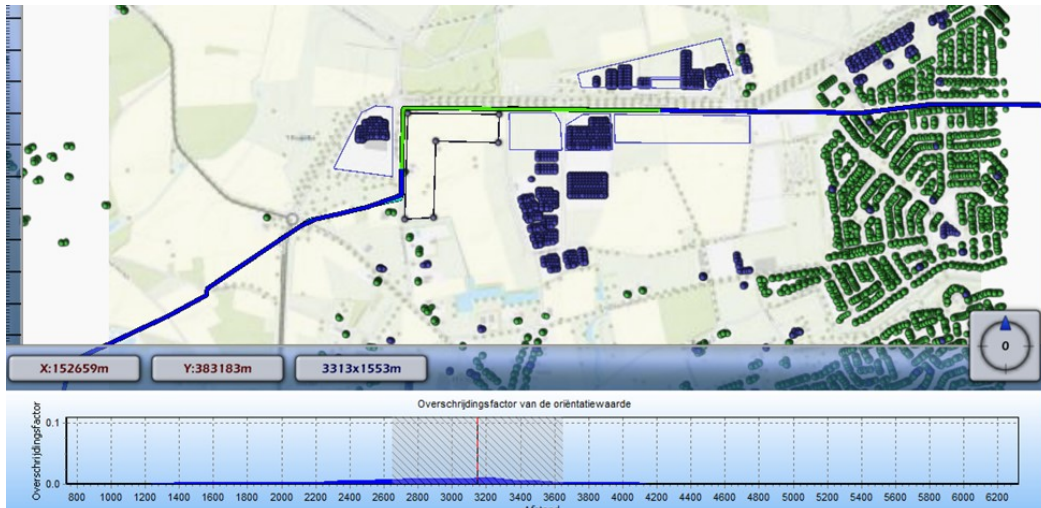 X:152659m
Y:383183m
3313x1553m
0
Overschrijdingsfactor van de oriëntatiewaarde
Overschrijdingsfactor
0.1
0.0
800 1000 1200 1400 1600 1800 2000 2200 2400 2600 2800 3000 3200 3400 3600 3800 4000 4200 4400 4600 4800 5000 5200 5400 5600 5800 6000 6200